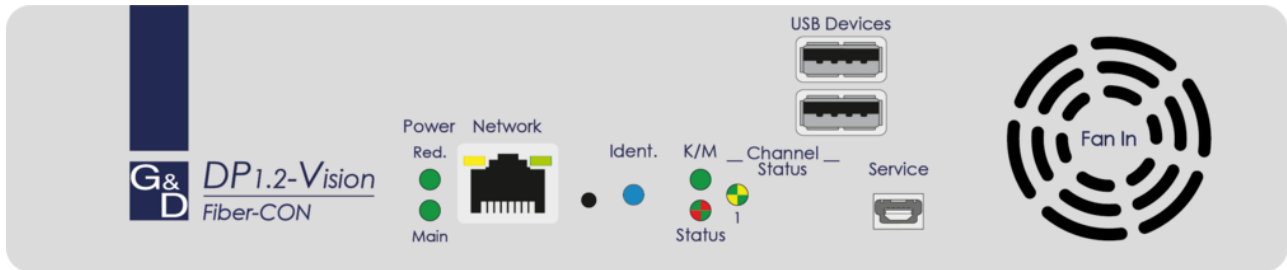 USB Devices
Power Network
Red.
Ident.
K/M
Channel
Status
Fan In
Service
G&D
DP1.2-Vision
Fiber-CON
Main
Status
1